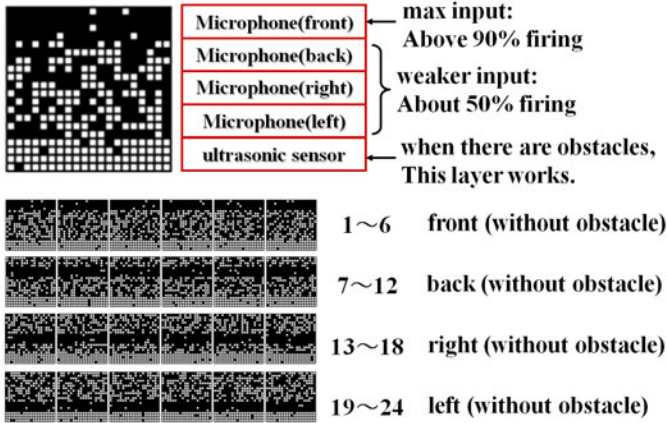 Microphone(front)
Microphone(back)
Microphone(right)
Microphone(left)
ultrasonic sensor
max input:
Above 90% firing
weaker input:
About 50% firing
when there are obstacles,
This layer works.
1～6 front (without obstacle)
7～12 back (without obstacle)
13～18 right (without obstacle)
19～24 left (without obstacle)